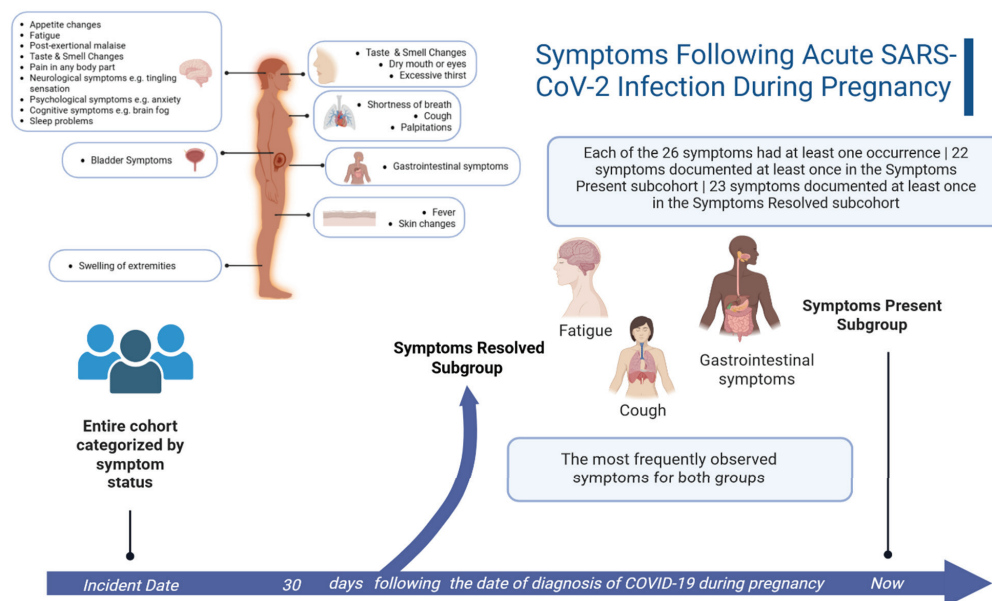 Appetite changes
Fatigue
Post-exertional malaise
Taste & Smell Changes
Pain in any body part
Neurological symptoms e.g. tingling
sensation
Psychological symptoms e.g. anxiety
Cognitive symptoms e.g. brain fog
Sleep problems
Taste & Smell Changes
Dry mouth or eyes
Excessive thirst
Shortness of breath
Cough
Palpitations
Bladder Symptoms
Gastrointestinal symptoms
Fever
Skin changes
Swelling of extremities
Symptoms Following Acute SARS-
CoV-2 Infection During Pregnancy
Each of the 26 symptoms had at least one occurrence | 22
symptoms documented at least once in the Symptoms
Present subcohort | 23 symptoms documented at least once
in the Symptoms Resolved subcohort
Fatigue
Cough
Gastrointestinal
symptoms
Symptoms Present
Subgroup
Symptoms Resolved
Subgroup
Entire cohort
categorized by
symptom
status
The most frequently observed
symptoms for both groups
Incident Date 30 days following the date of diagnosis of COVID-19 during pregnancy Now